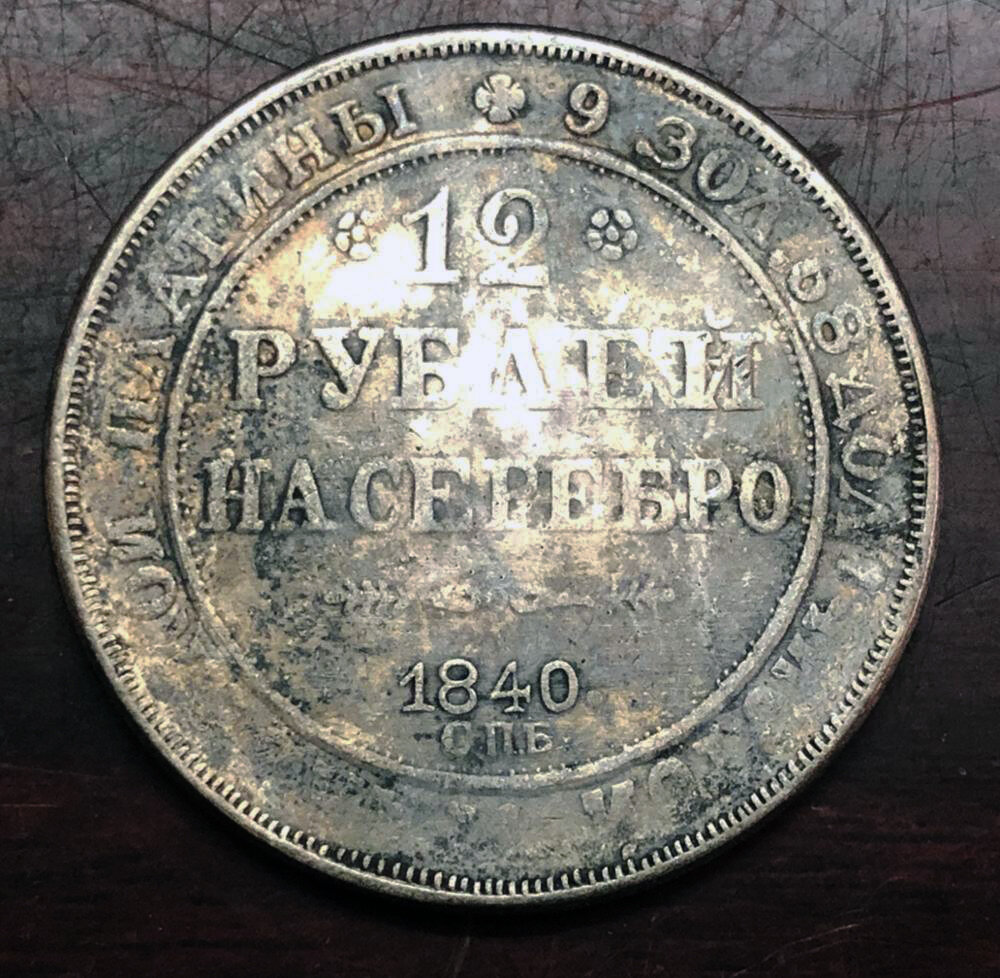 12
РУБЛЕЙ
НА СЕРЕБРО
1840
СПБ
9 ЗОЛ. 68 ДОЛ. ПЛАТИНЫ